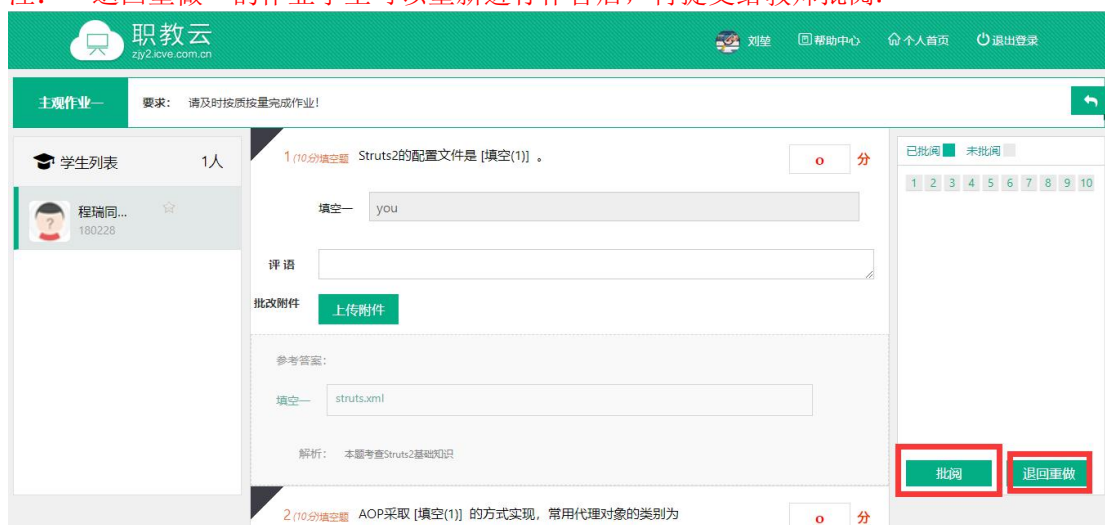 职教云
zjy2.icve.com.cn
刘堃 帮助中心 个人首页 退出登录
主观作业一 要求： 请及时按质按量完成作业！
学生列表 1人
程瑞同...
180228
1 (10分)填空题 Struts2的配置文件是 [填空(1)] 。 0 分
填空一 you
评 语
批改附件 上传附件
参考答案：
填空一 struts.xml
解析： 本题考查Struts2基础知识
2 (10分)填空题 AOP采取 [填空(1)] 的方式实现，常用代理对象的类别为 0 分
已批阅 未批阅
1 2 3 4 5 6 7 8 9 10
批阅 退回重做